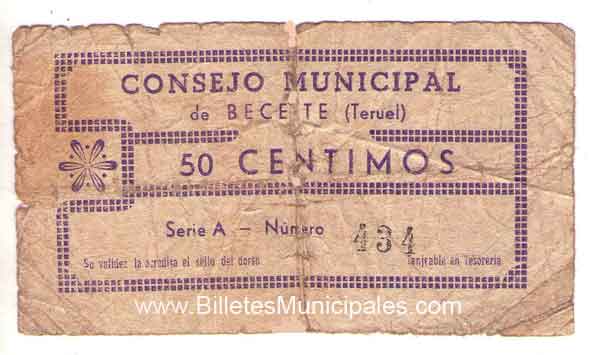 CONSEJO MUNICIPAL
de BECEITE (Teruel)
50 CENTIMOS
Serie A — Número 434
Su validez la acredita el sello del dorso
Canjeable en Tesorería
www.BilletesMunicipales.com